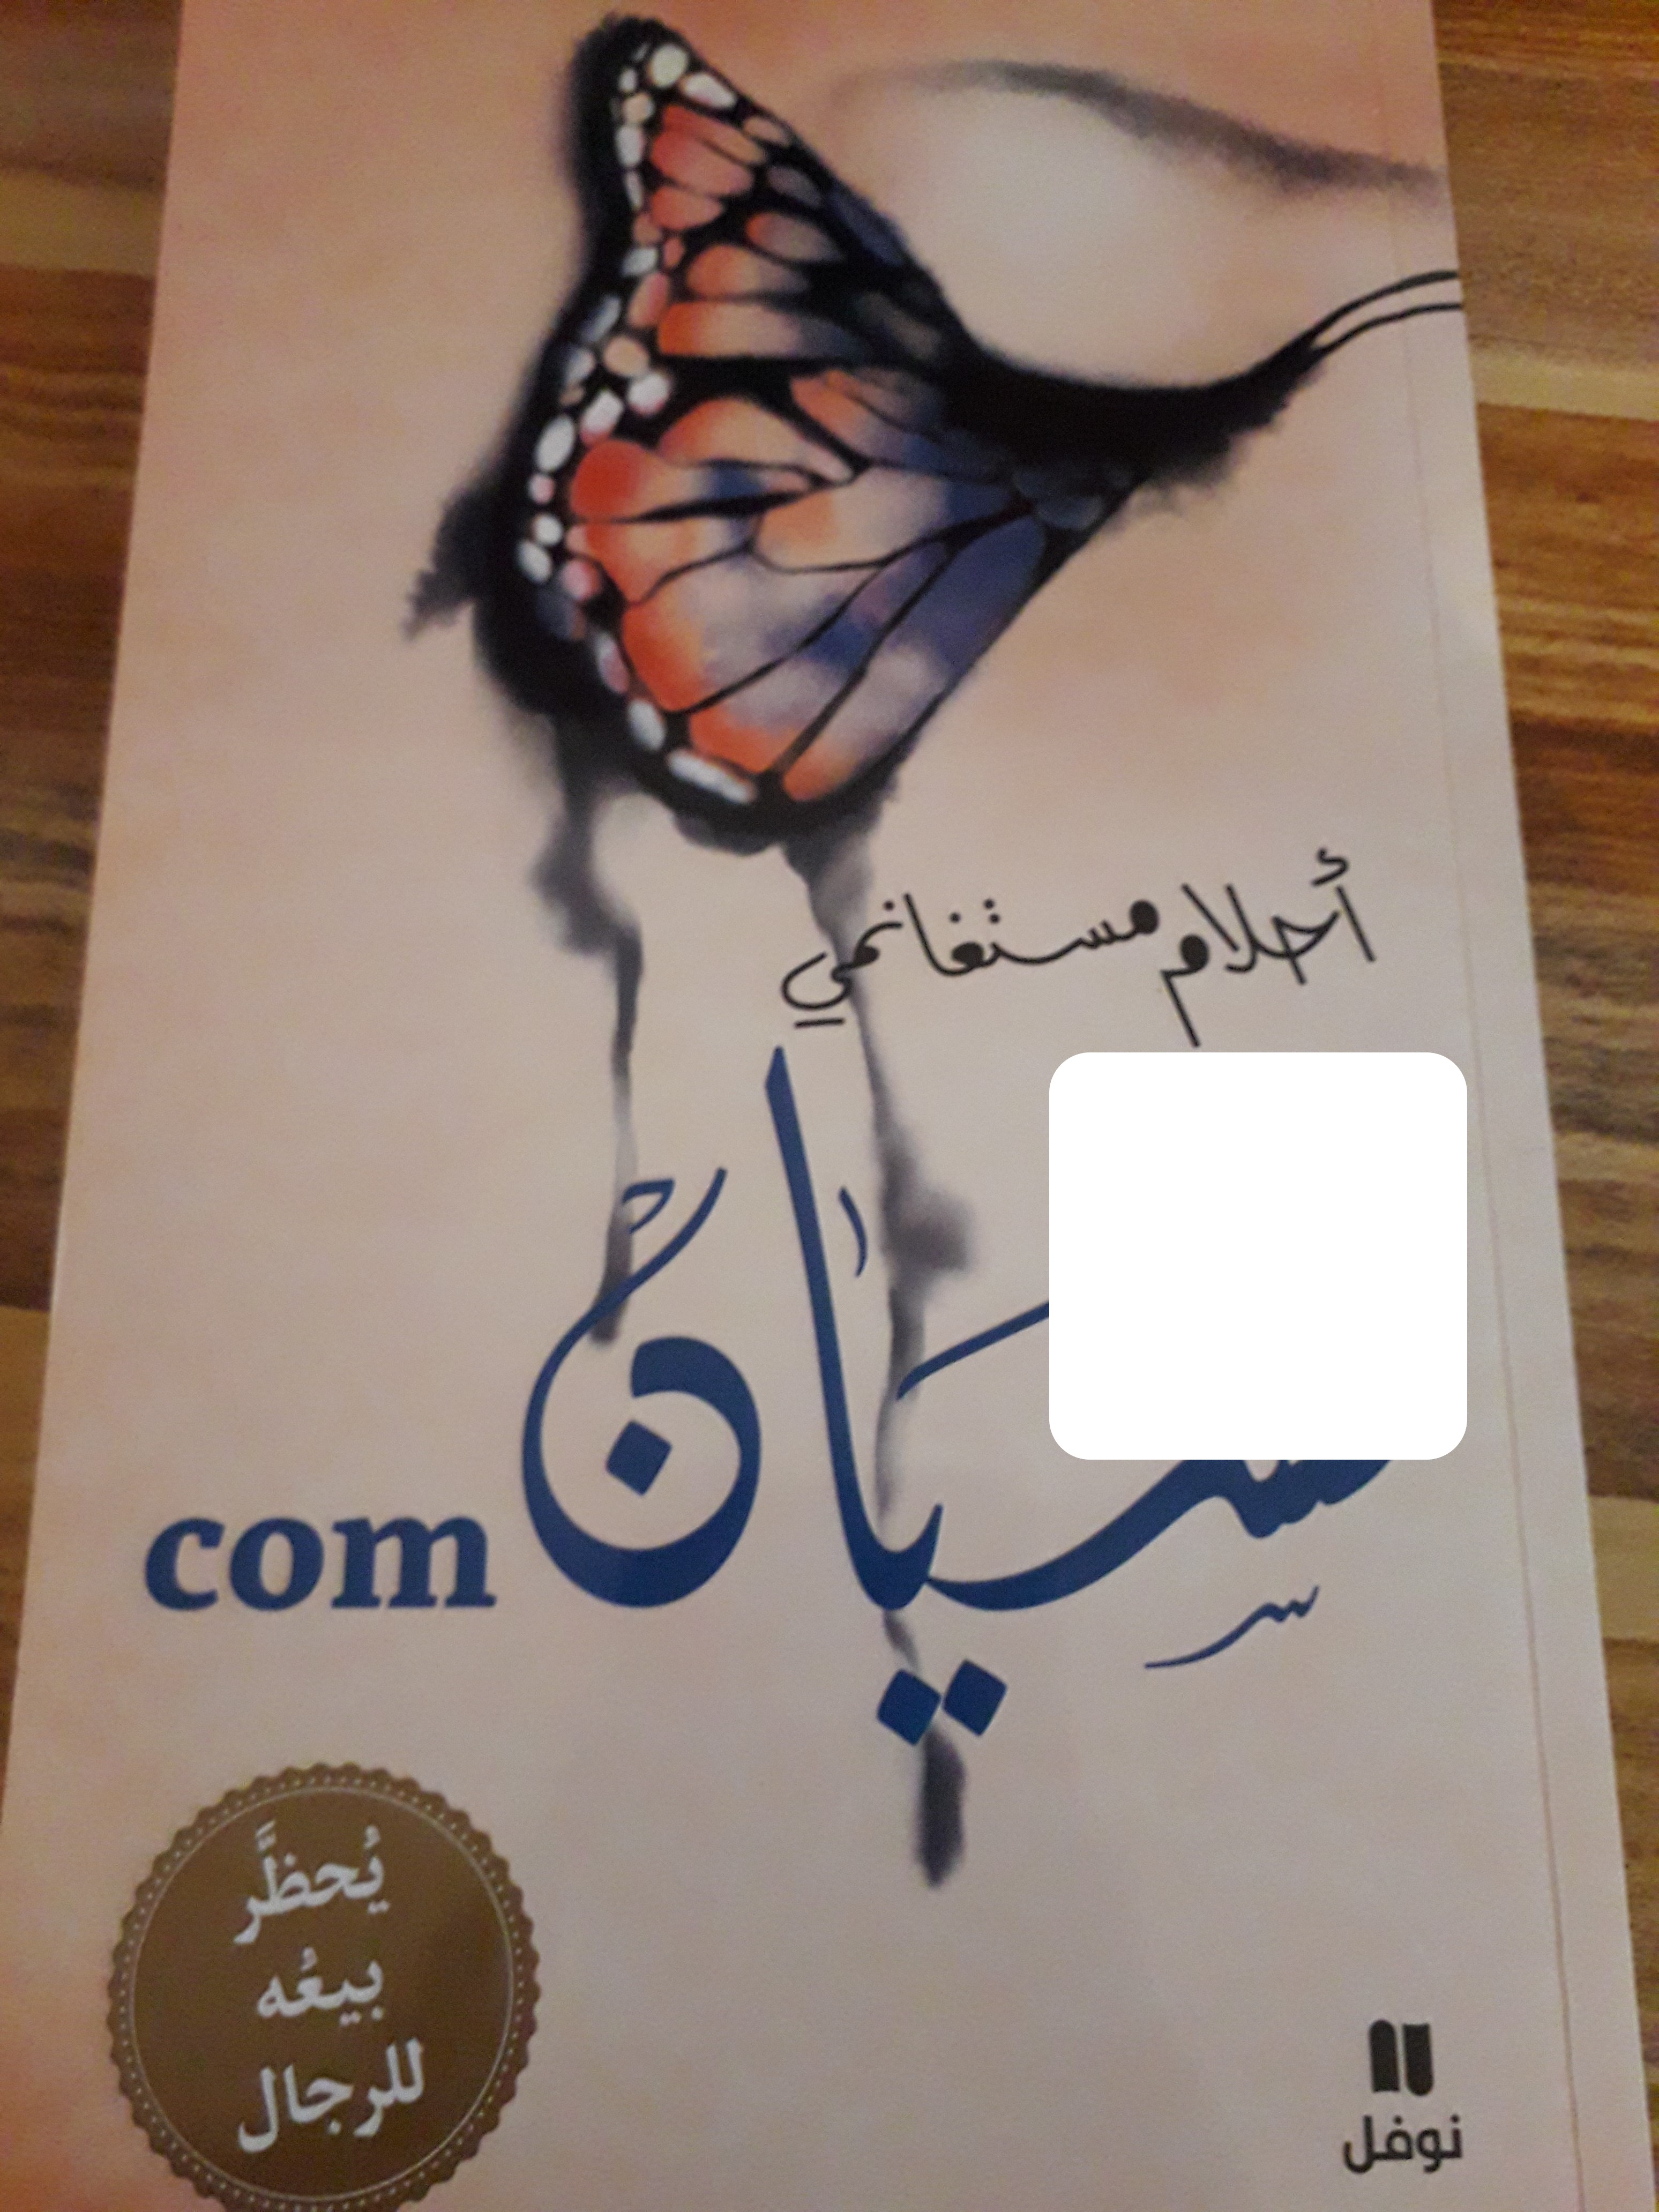 أحلام مستغانمي
com
يُحظَّر
بيعُه
للرجال
نوفل